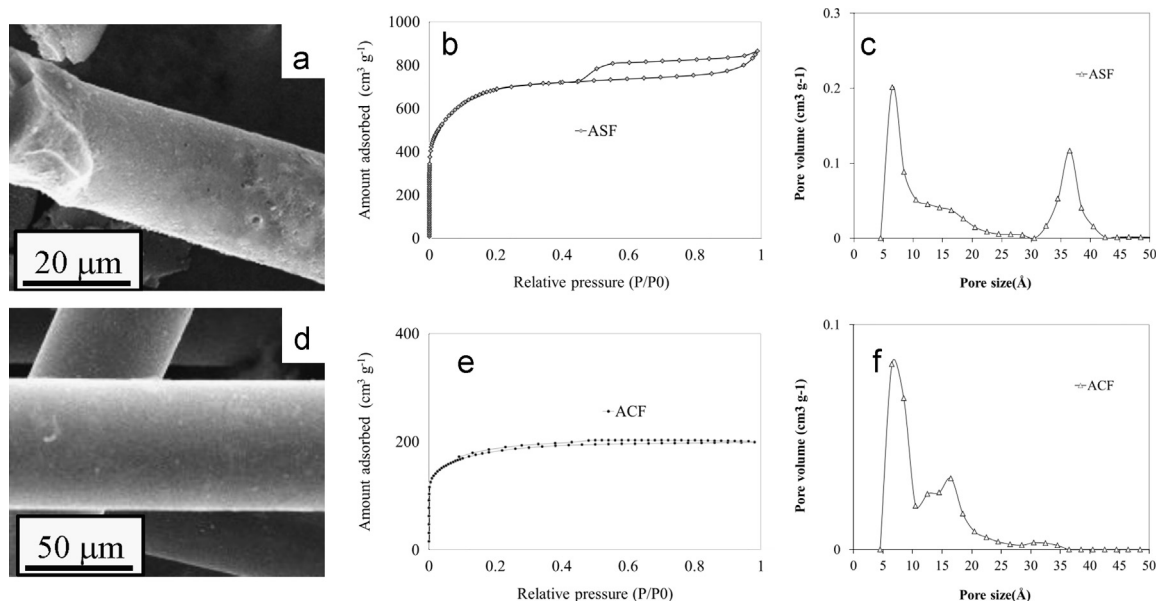 a
20 μm
b
1000
800
600
400
200
0
Amount adsorbed (cm³ g⁻¹)
ASF
0 0.2 0.4 0.6 0.8 1
Relative pressure (P/P0)
c
0.3
0.2
0.1
0
Pore volume (cm3 g-1)
ASF
0 5 10 15 20 25 30 35 40 45 50
Pore size(Å)
d
50 μm
e
400
200
0
Amount adsorbed (cm³ g⁻¹)
ACF
0 0.2 0.4 0.6 0.8 1
Relative pressure (P/P0)
f
0.1
0
Pore volume (cm3 g-1)
ACF
0 5 10 15 20 25 30 35 40 45 50
Pore size(Å)